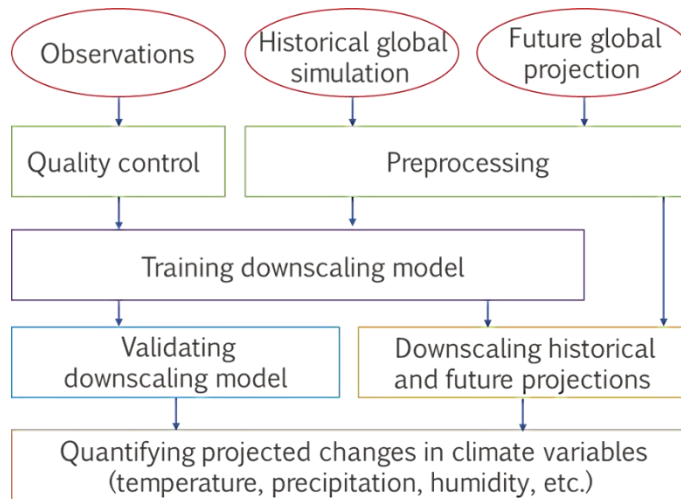 Observations
Historical global
simulation
Future global
projection
Quality control
Preprocessing
Training downscaling model
Validating
downscaling model
Downscaling historical
and future projections
Quantifying projected changes in climate variables
(temperature, precipitation, humidity, etc.)